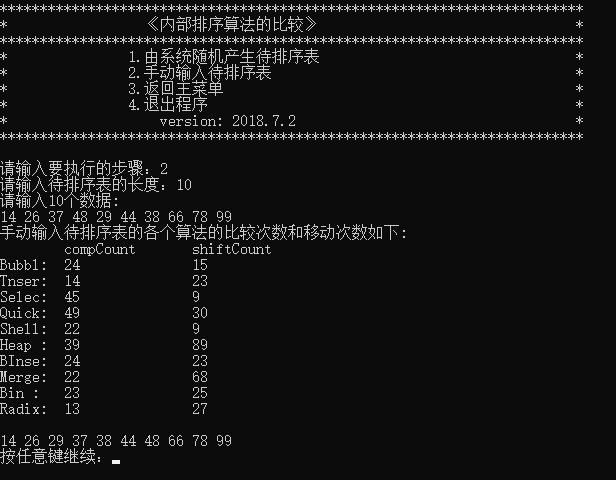 *************************************************************************
* 《内部排序算法的比较》 *
*************************************************************************
* 1.由系统随机产生待排序表 *
* 2.手动输入待排序表 *
* 3.返回主菜单 *
* 4.退出程序 *
* version: 2018.7.2 *
*************************************************************************
请输入要执行的步骤：2
请输入待排序表的长度：10
请输入10个数据:
14 26 37 48 29 44 38 66 78 99
手动输入待排序表的各个算法的比较次数和移动次数如下:
compCount shiftCount
Bubbl: 24 15
Tnser: 14 23
Selec: 45 9
Quick: 49 30
Shell: 22 9
Heap : 39 89
BInse: 24 23
Merge: 22 68
Bin : 23 25
Radix: 13 27
14 26 29 37 38 44 48 66 78 99
按任意键继续：